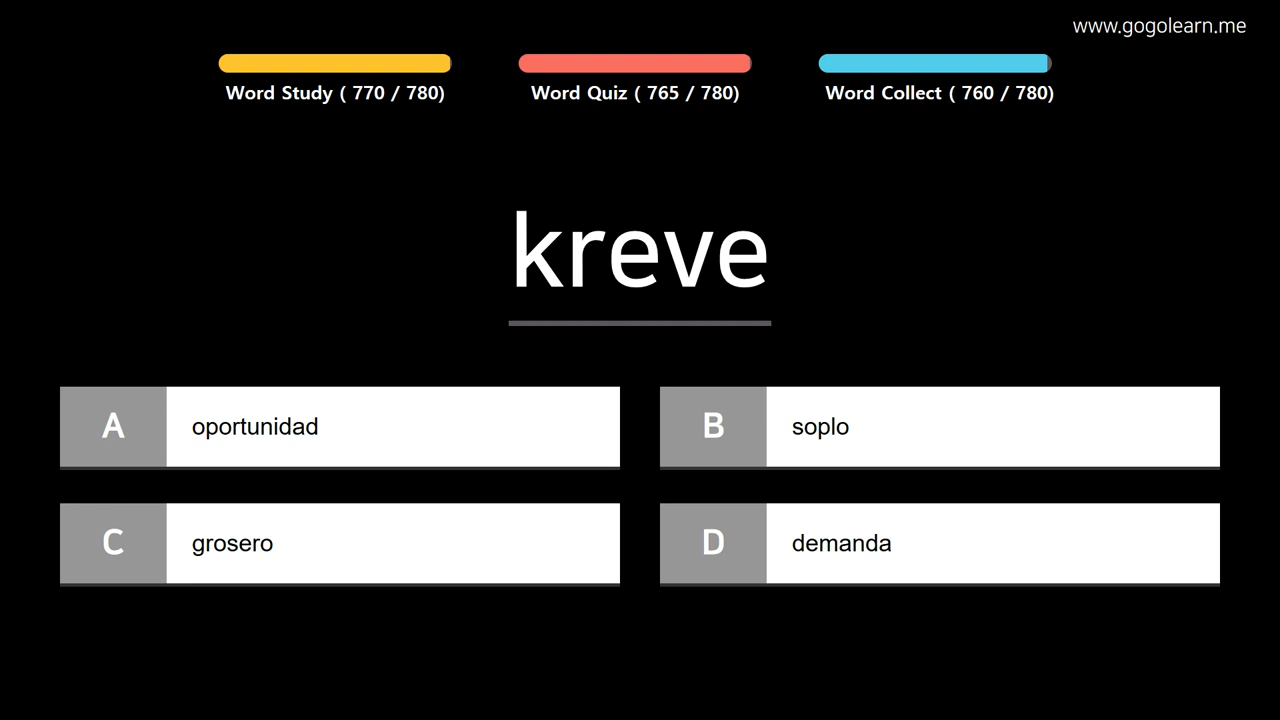 www.gogolearn.me
Word Study ( 770 / 780)
Word Quiz ( 765 / 780)
Word Collect ( 760 / 780)
kreve
A oportunidad
B soplo
C grosero
D demanda